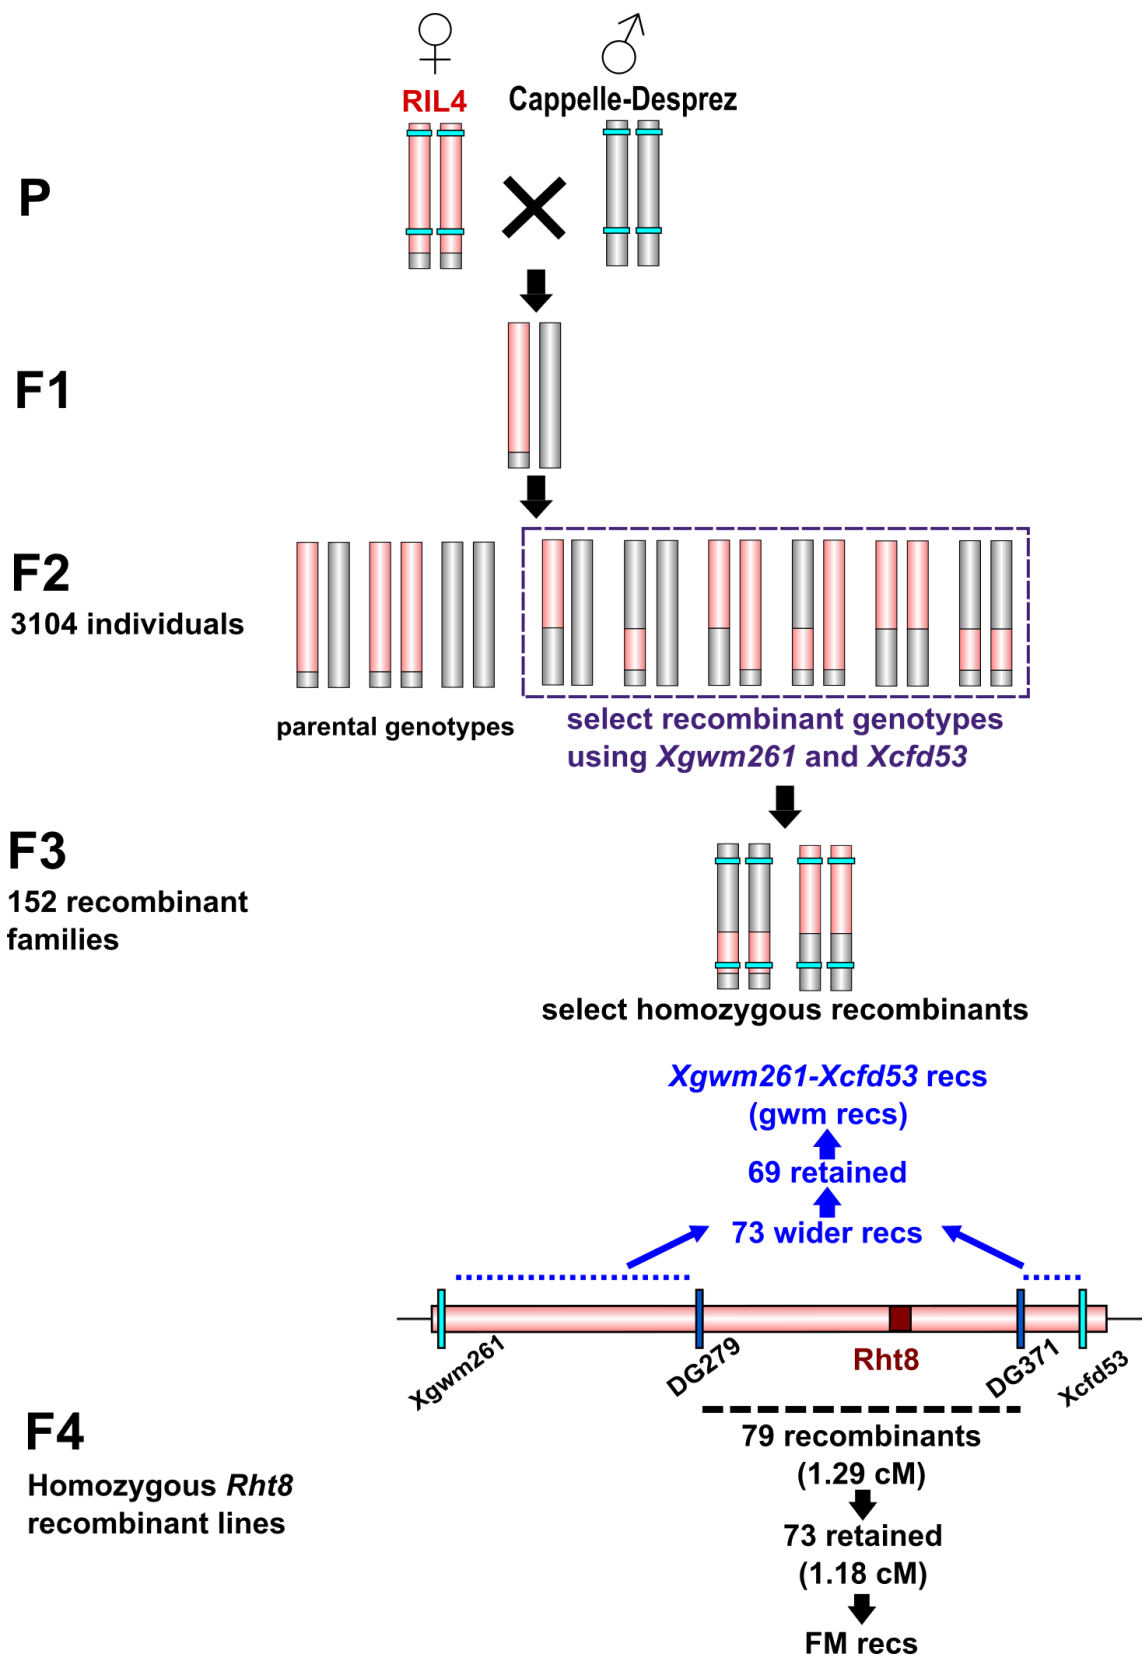 RIL4
Cappelle-Desprez
P
F1
F2
3104 individuals
parental genotypes
select recombinant genotypes
using Xgwm261 and Xcfd53
F3
152 recombinant
families
select homozygous recombinants
Xgwm261-Xcfd53 recs
(gwm recs)
69 retained
73 wider recs
Xgwm261
DG279
Rht8
DG371
Xcfd53
F4
Homozygous Rht8
recombinant lines
79 recombinants
(1.29 cM)
73 retained
(1.18 cM)
FM recs